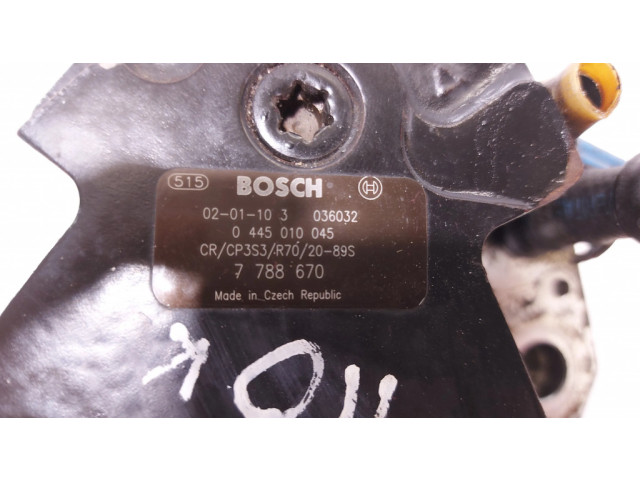 515 BOSCH
02-01-10 3 036032
0 445 010 045
CR/CP3S3/R70/20-89S
7 788 670
Made in Czech Republic